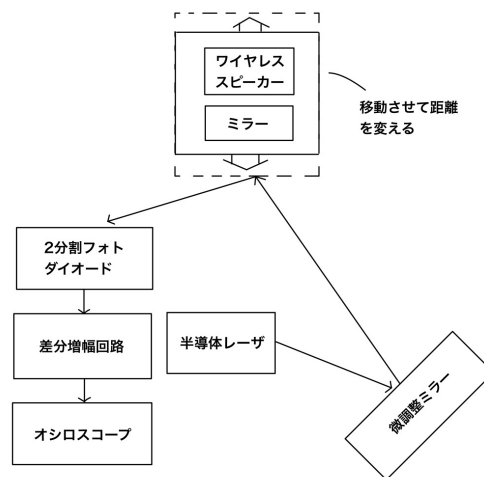 ワイヤレス
スピーカー
ミラー
移動させて距離
を変える
2分割フォト
ダイオード
差分増幅回路
オシロスコープ
半導体レーザ
微調整ミラー